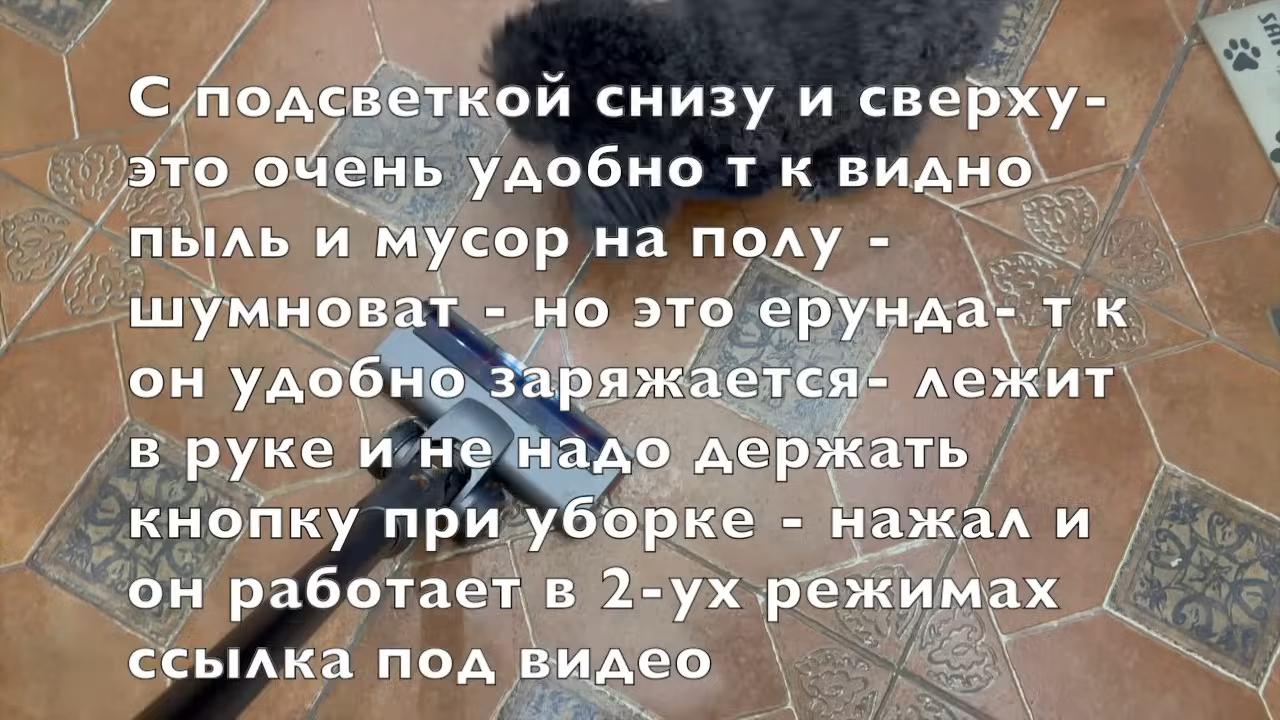 С подсветкой снизу и сверху-
это очень удобно т к видно
пыль и мусор на полу -
шумноват - но это ерунда- т к
он удобно заряжается- лежит
в руке и не надо держать
кнопку при уборке - нажал и
он работает в 2-ух режимах
ссылка под видео